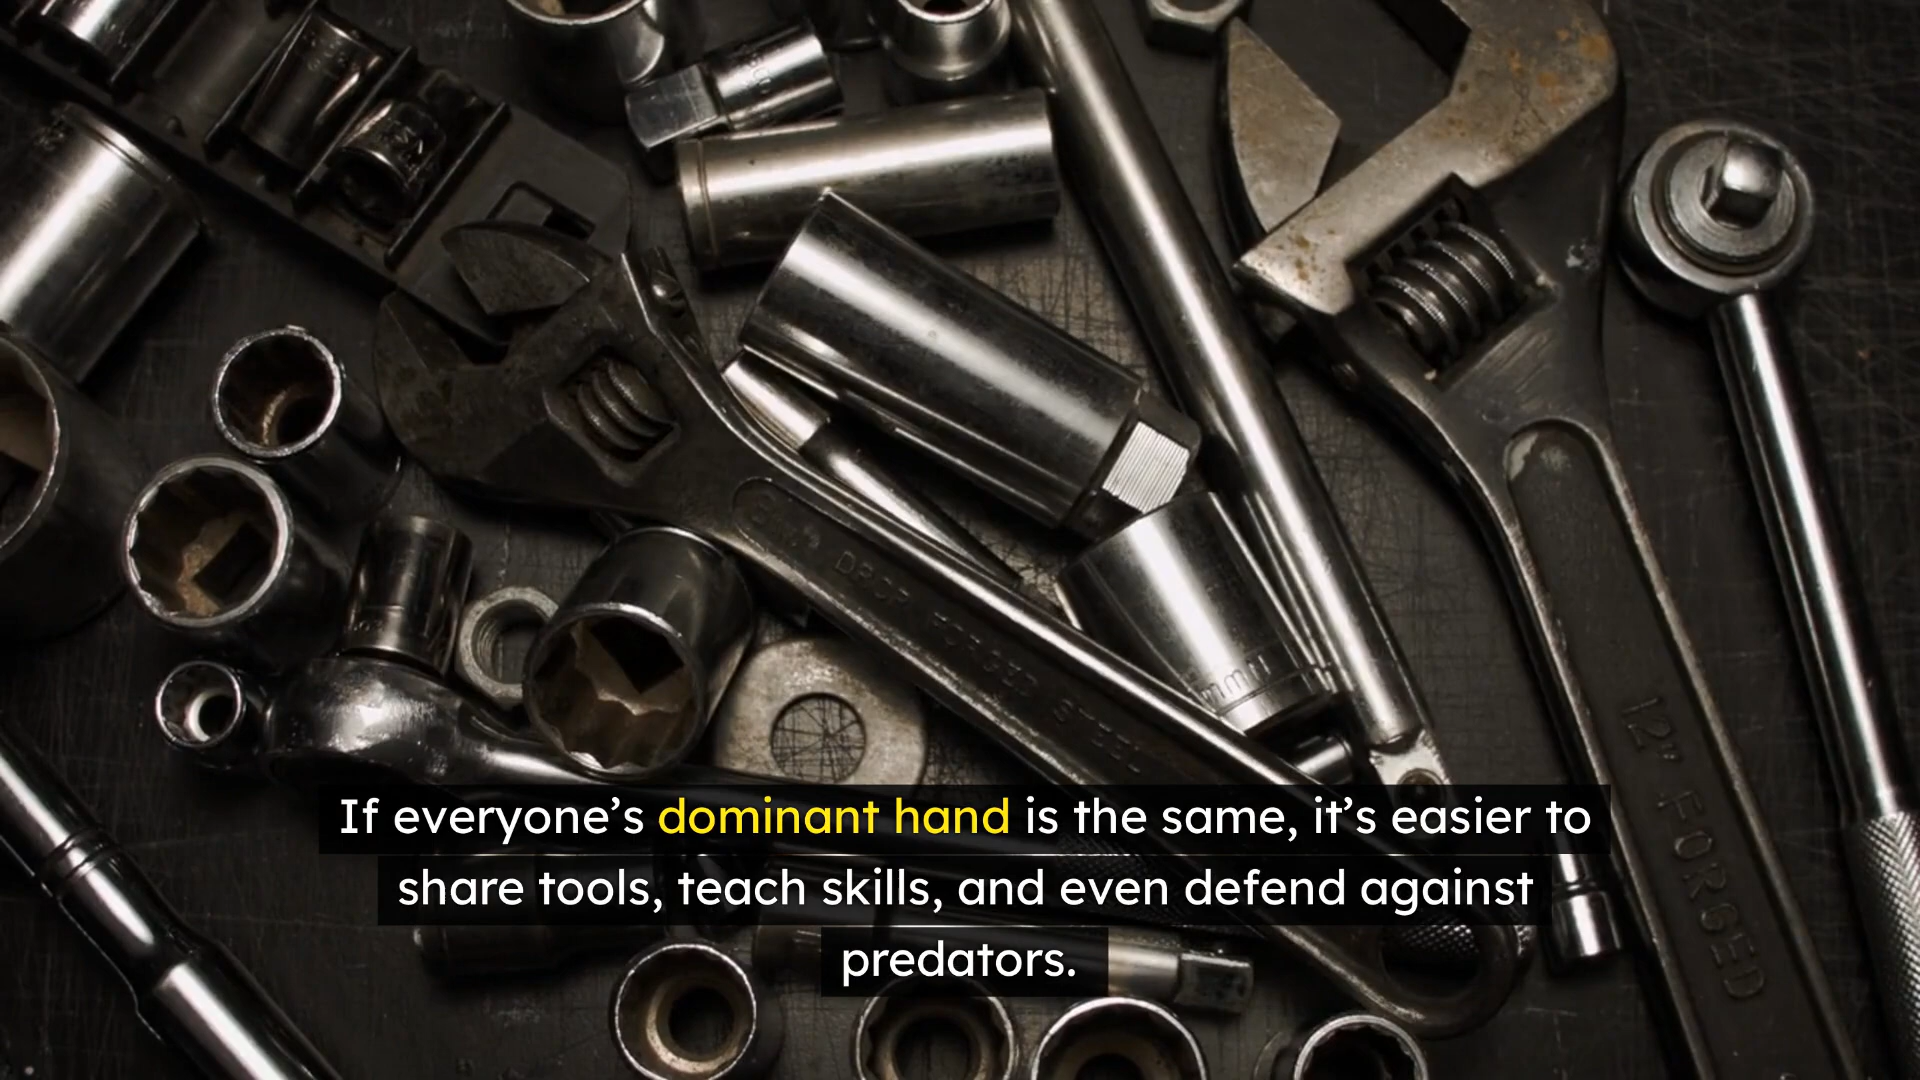 If everyone’s dominant hand is the same, it’s easier to
share tools, teach skills, and even defend against
predators.
DROP FORGED STEEL
12" FORGED